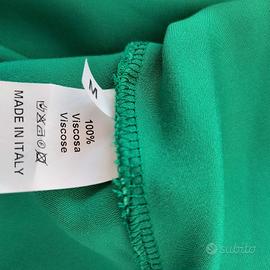 M
100%
Viscosa
Viscose
MADE IN ITALY
subito